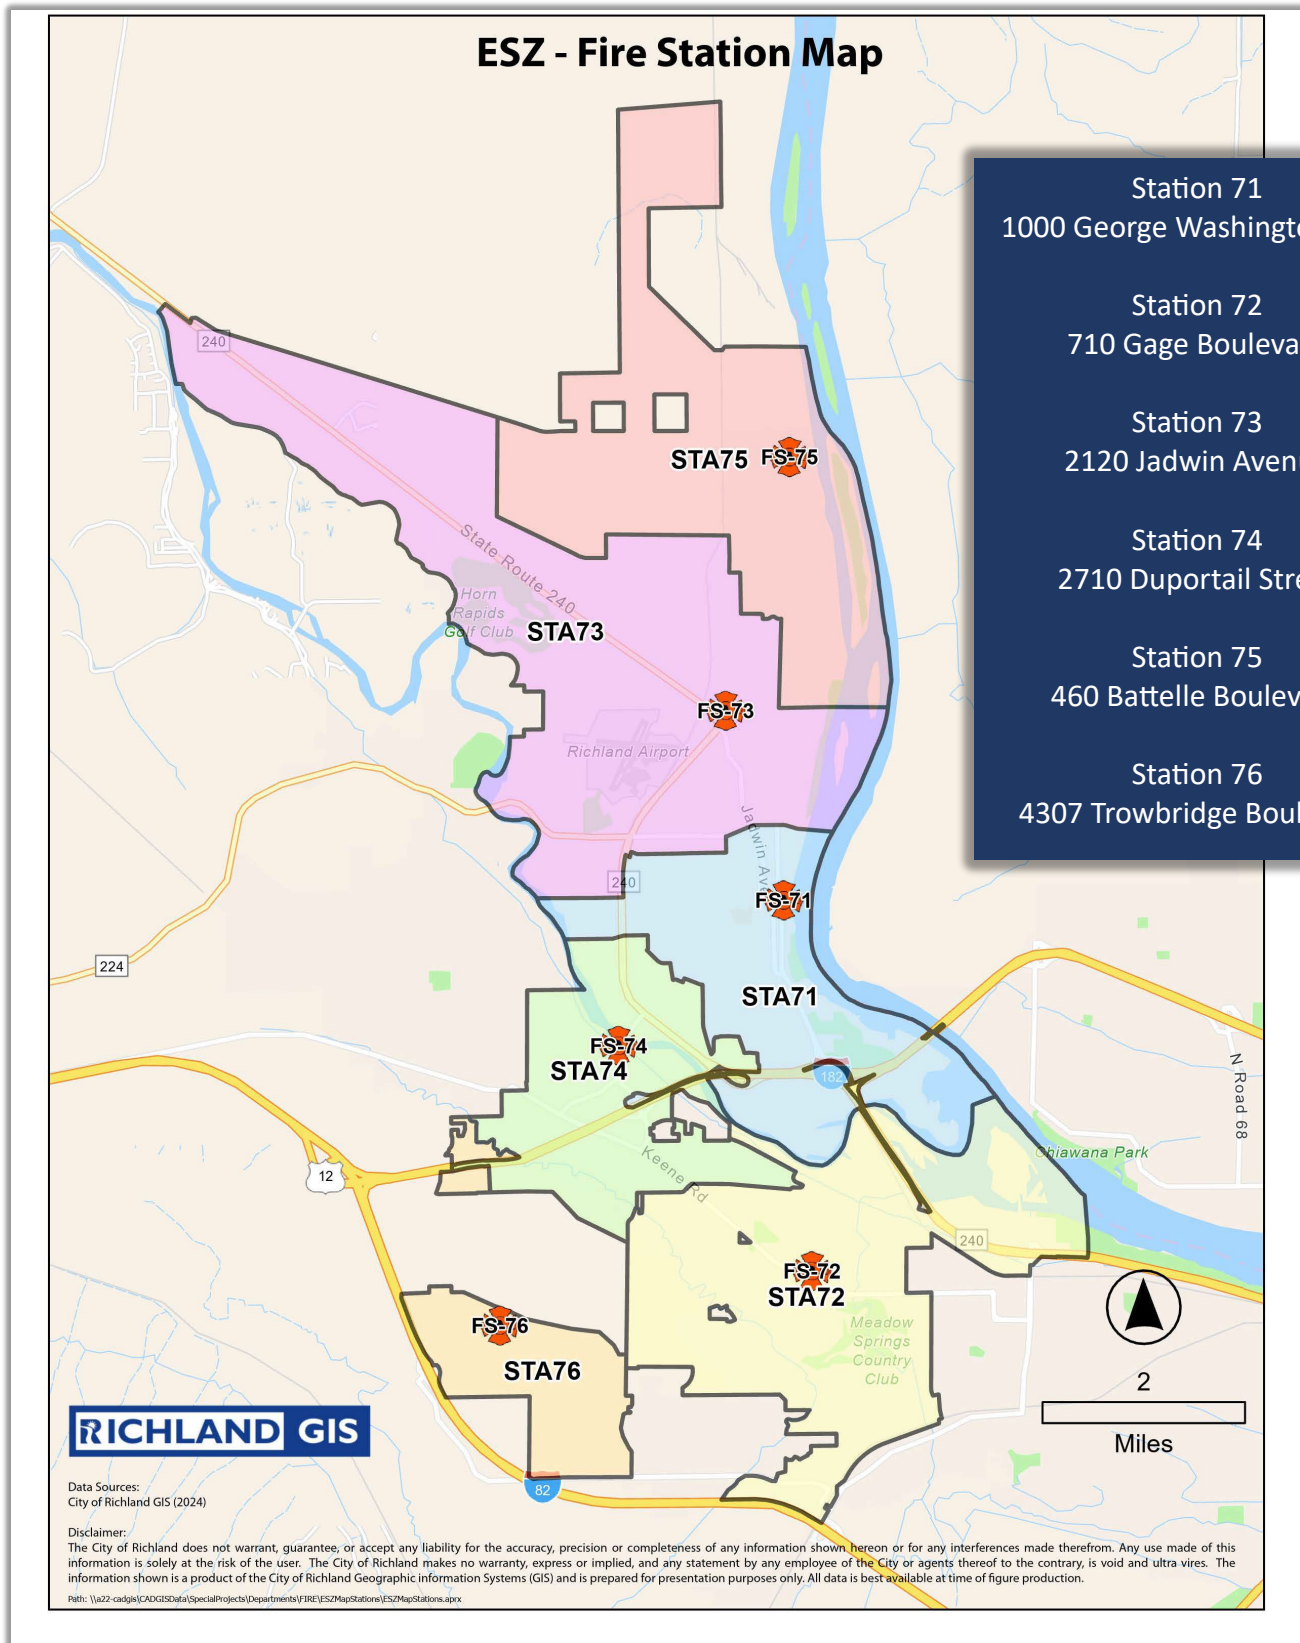 ESZ - Fire Station Map
Station 71
1000 George Washingt
Station 72
710 Gage Bouleva
Station 73
2120 Jadwin Aven
Station 74
2710 Duportail Stre
Station 75
460 Battelle Boulev
Station 76
4307 Trowbridge Boul
240
STA75
FS-75
State Route 240
Horn
Rapids
Golf Club
STA73
FS-73
Richland Airport
Jadwin Ave
240
FS-71
224
STA71
FS-74
STA74
182
N Road 68
Chiawana Park
Keene Rd
12
240
FS-72
STA72
FS-76
STA76
Meadow
Springs
Country
Club
2
Miles
RICHLAND GIS
82
Data Sources:
City of Richland GIS (2024)
Disclaimer:
The City of Richland does not warrant, guarantee, or accept any liability for the accuracy, precision or completeness of any information shown hereon or for any interferences made therefrom. Any use made of this
information is solely at the risk of the user. The City of Richland makes no warranty, express or implied, and any statement by any employee of the City or agents thereof to the contrary, is void and ultra vires. The
information shown is a product of the City of Richland Geographic information Systems (GIS) and is prepared for presentation purposes only. All data is best available at time of figure production.
Path: \\a22-cadgis\CADGISData\SpecialProjects\Departments\FIRE\ESZMapStations\ESZMapStations.aprx